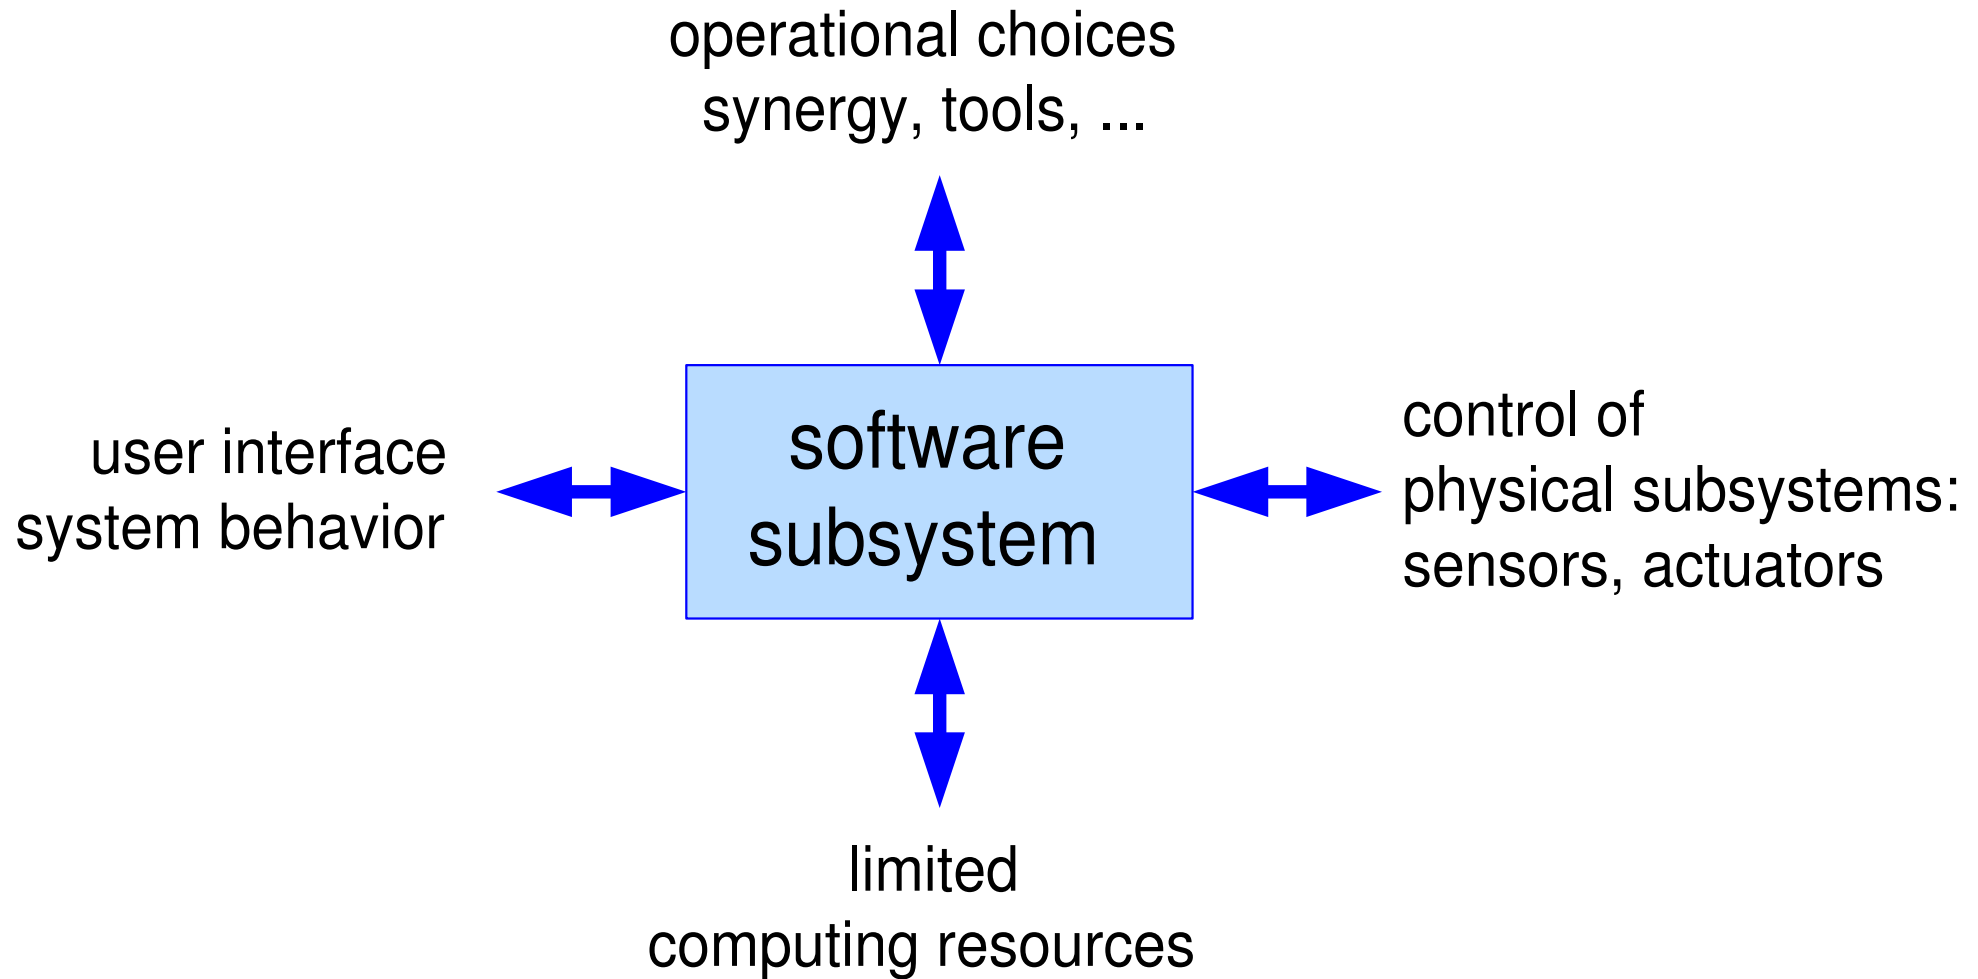 operational choices
synergy, tools, ...
user interface
system behavior
software
subsystem
control of
physical subsystems:
sensors, actuators
limited
computing resources